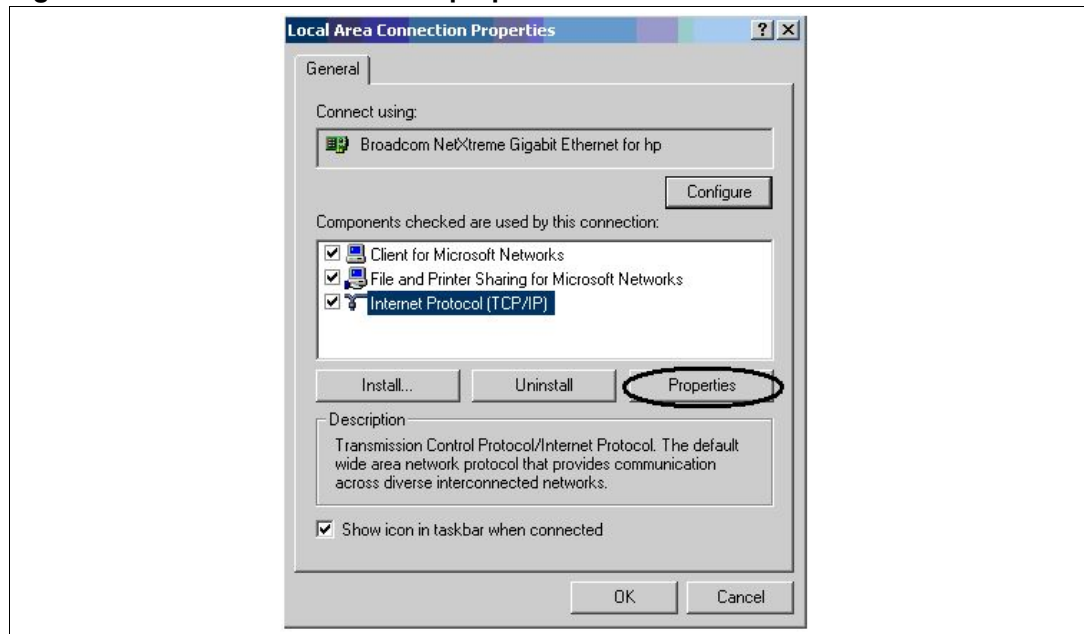 Local Area Connection Properties
? X
General
Connect using:
Broadcom NetXtreme Gigabit Ethernet for hp
Configure
Components checked are used by this connection:
Client for Microsoft Networks
File and Printer Sharing for Microsoft Networks
Internet Protocol (TCP/IP)
Install... Uninstall Properties
Description
Transmission Control Protocol/Internet Protocol. The default
wide area network protocol that provides communication
across diverse interconnected networks.
Show icon in taskbar when connected
OK Cancel